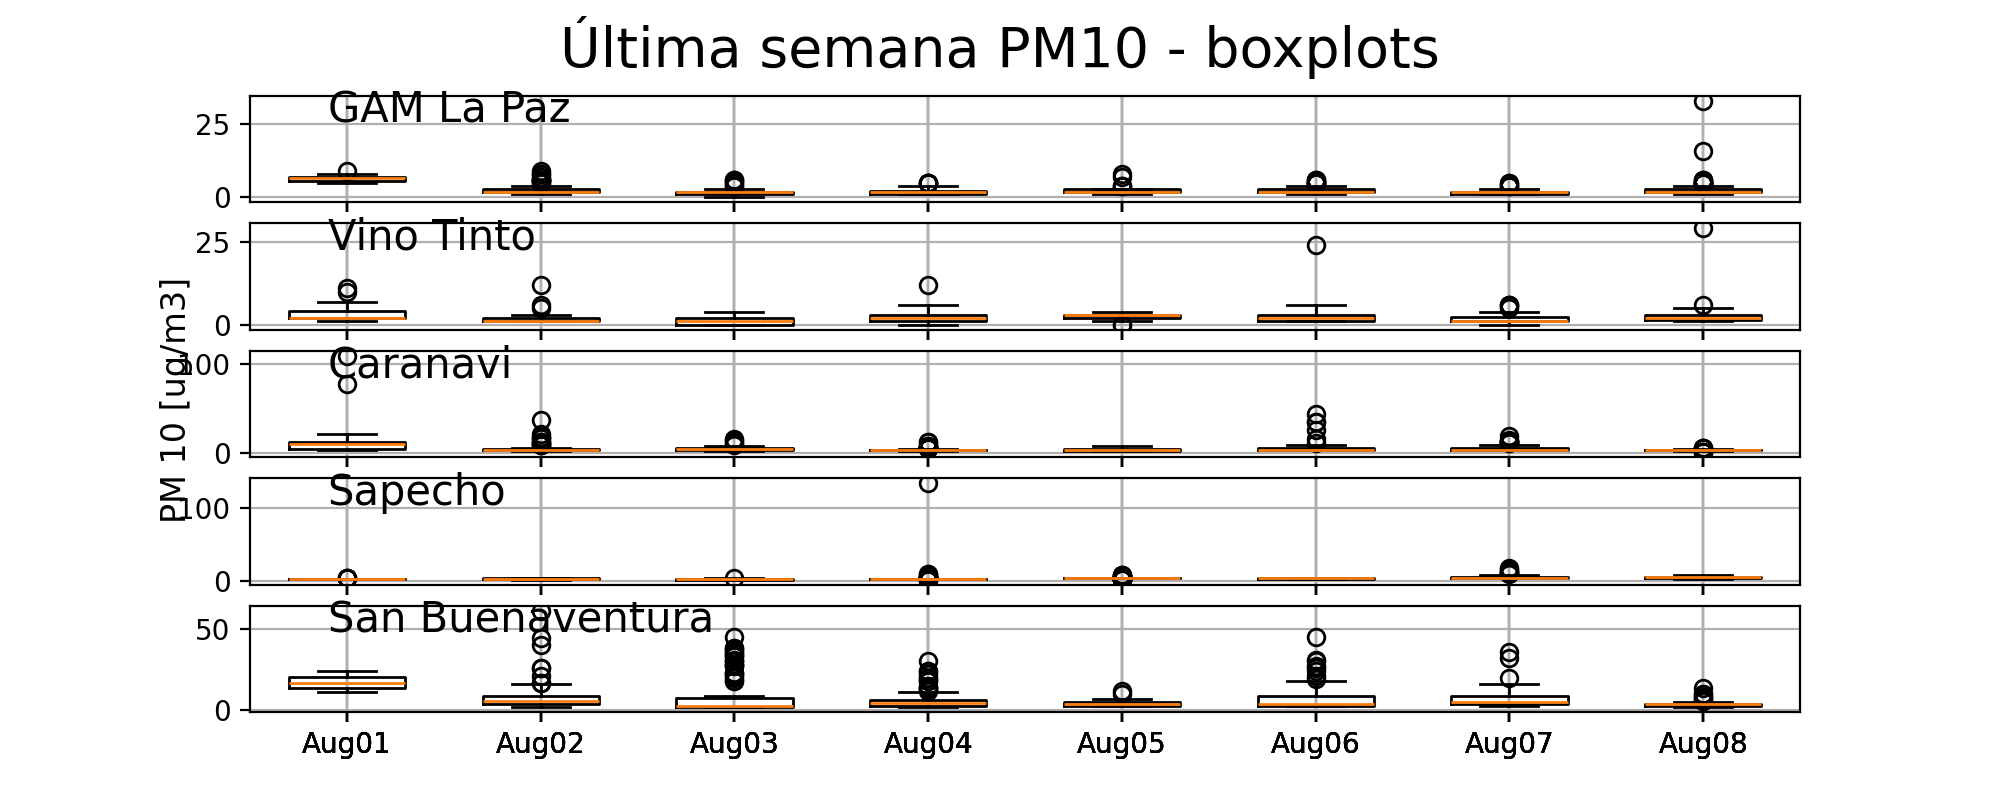 Última semana PM10 - boxplots
GAM La Paz
25
0
Vino Tinto
25
0
PM 10 [ug/m3]
Caranavi
100
0
Sapecho
100
0
San Buenaventura
50
0
Aug01 Aug02 Aug03 Aug04 Aug05 Aug06 Aug07 Aug08